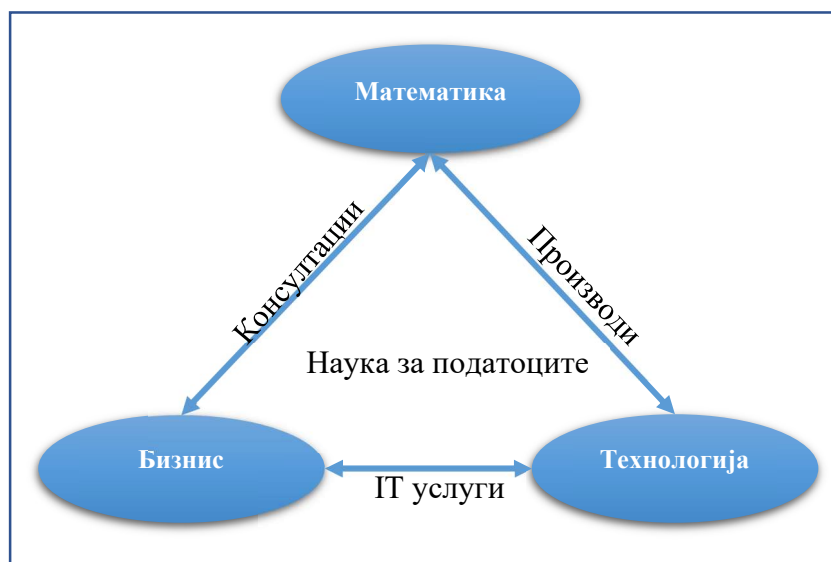 Математика
Консултации
Производи
Наука за податоците
Бизнис
Технологија
IT услуги